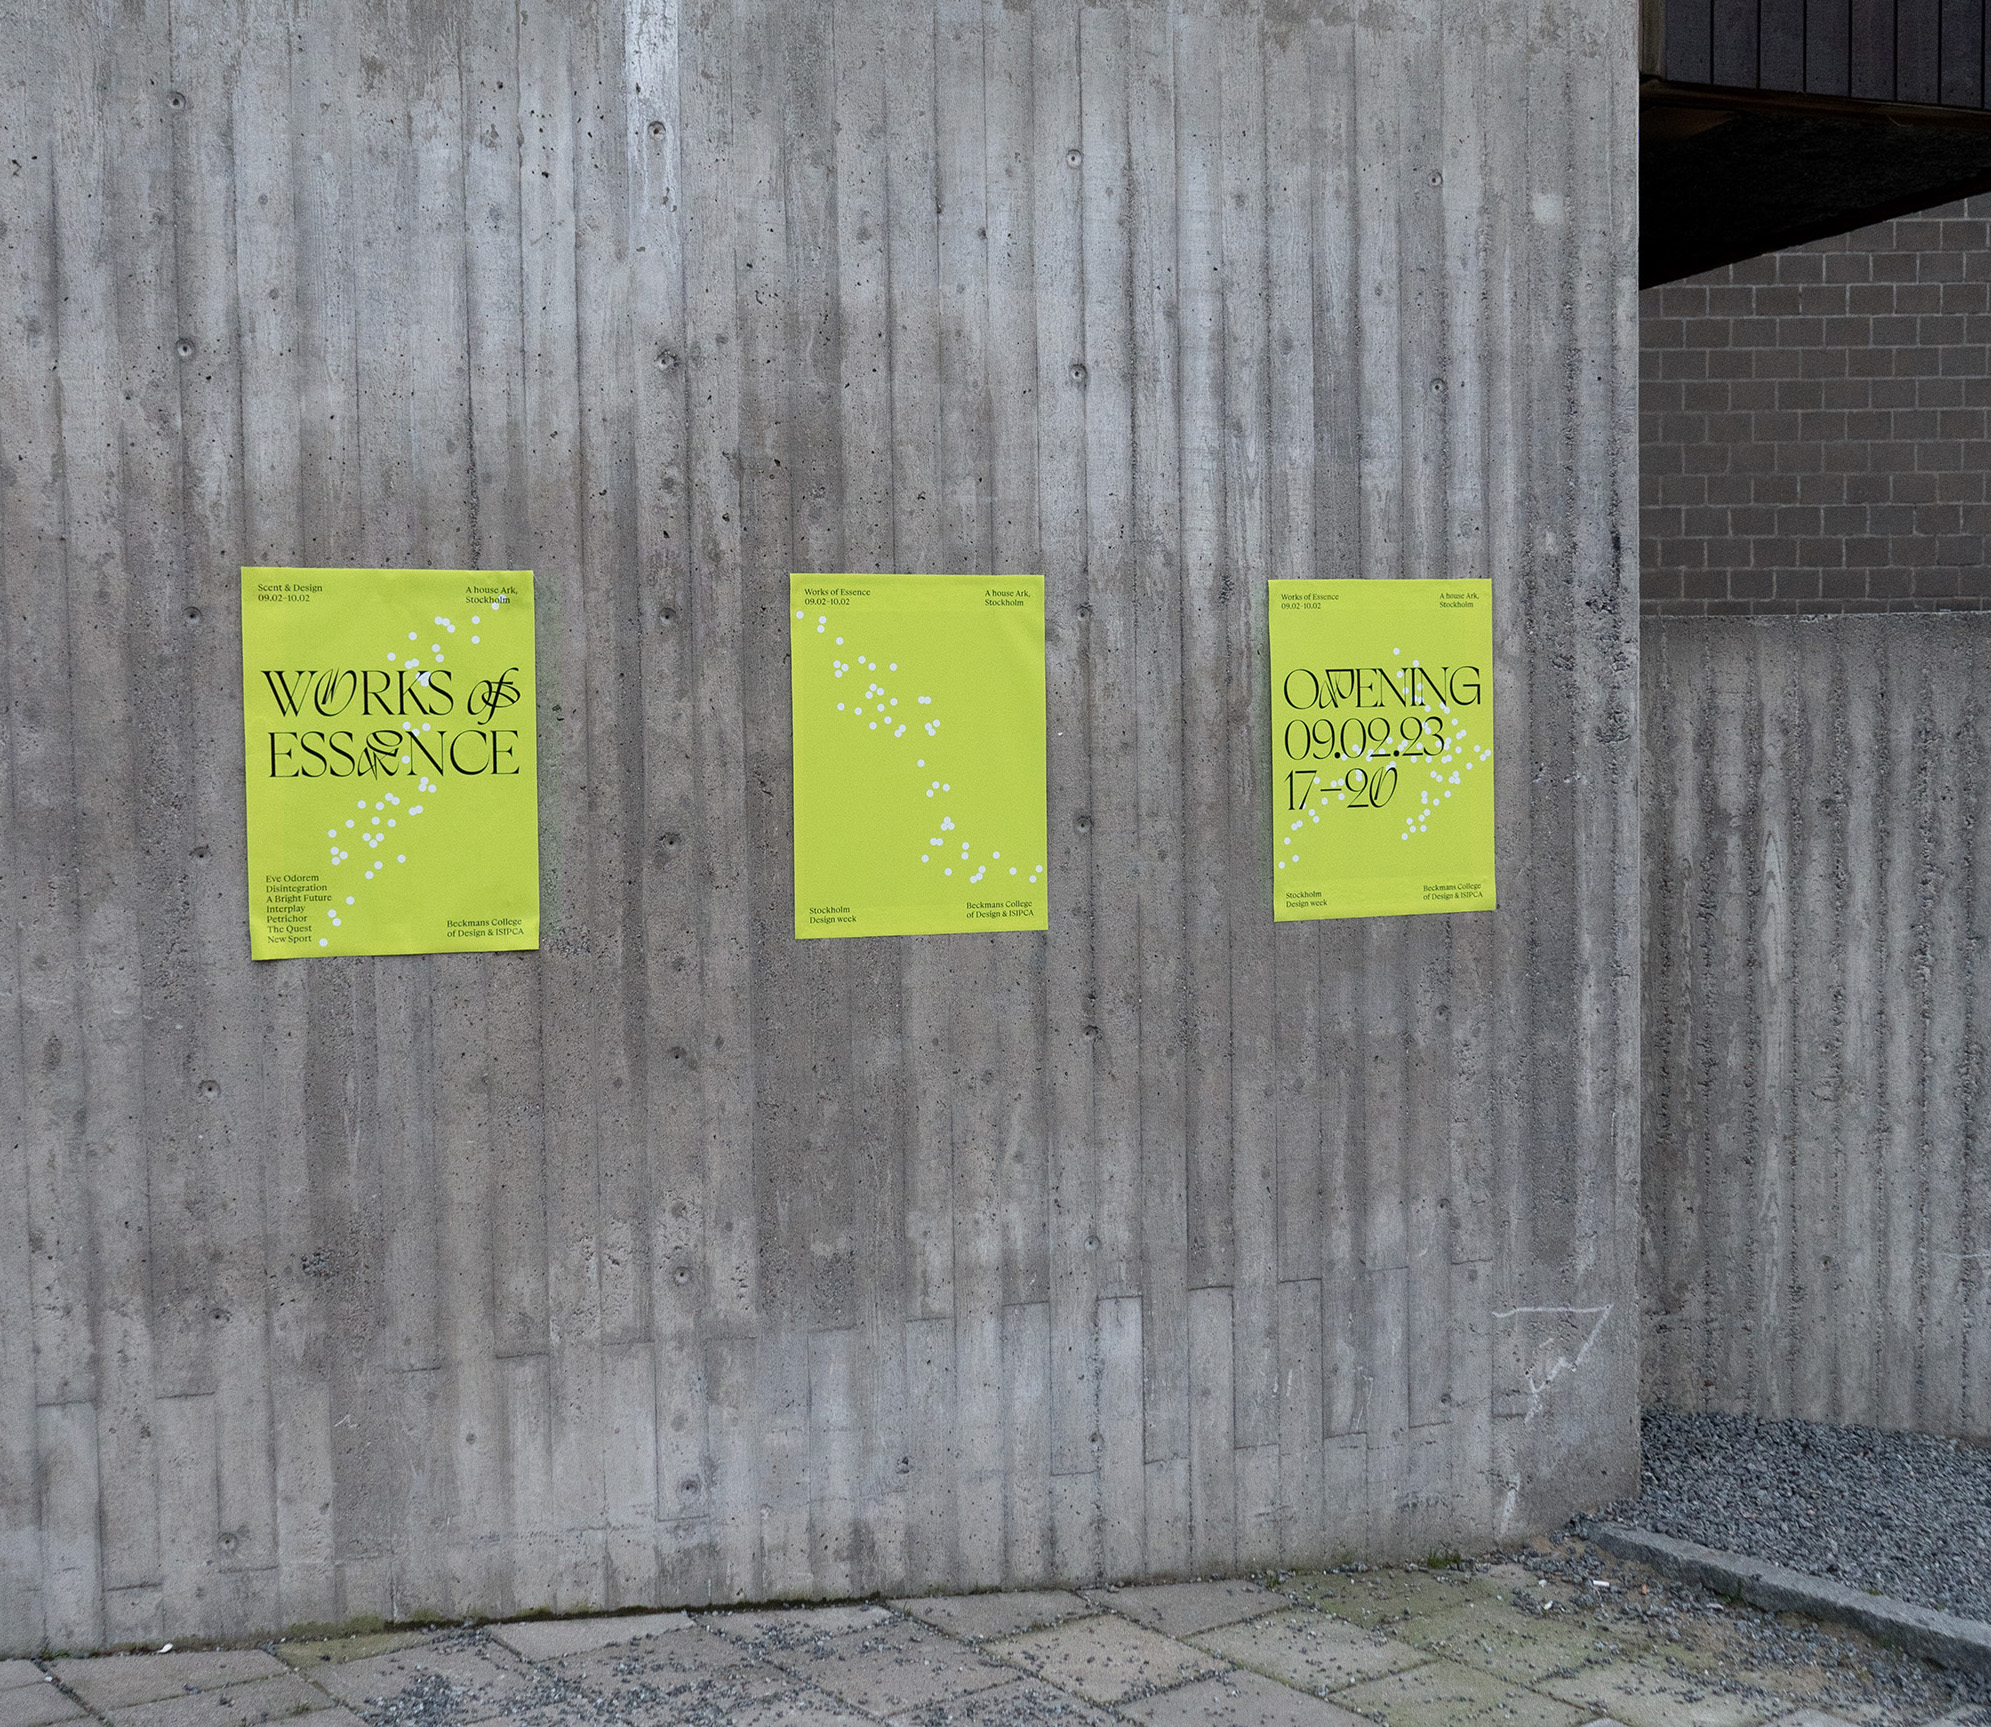 Scent & Design
09.02–10.02
A house Ark,
Stockholm
WORKS of
ESSENCE
Eve Odorem
Disintegration
A Bright Future
Interplay
Petrichor
The Quest
New Sport
Beckmans College
of Design & ISIPCA
Works of Essence
09.02–10.02
A house Ark,
Stockholm
Stockholm
Design week
Beckmans College
of Design & ISIPCA
Works of Essence
09.02–10.02
A house Ark,
Stockholm
OPENING
09.02.23
17–20
Stockholm
Design week
Beckmans College
of Design & ISIPCA